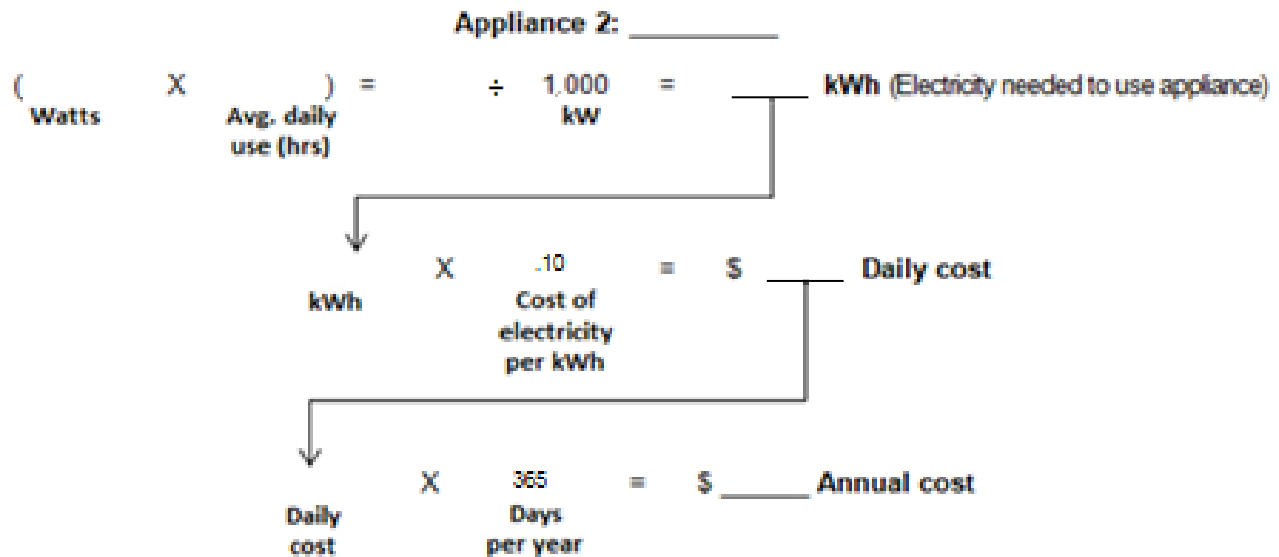 Appliance 2: ________
( X ) = ÷ 1,000 = ____ kWh (Electricity needed to use appliance)
Watts Avg. daily kW
use (hrs)
X .10 = $ ____ Daily cost
kWh Cost of
electricity
per kWh
X 365 = $ _____ Annual cost
Daily Days
cost per year